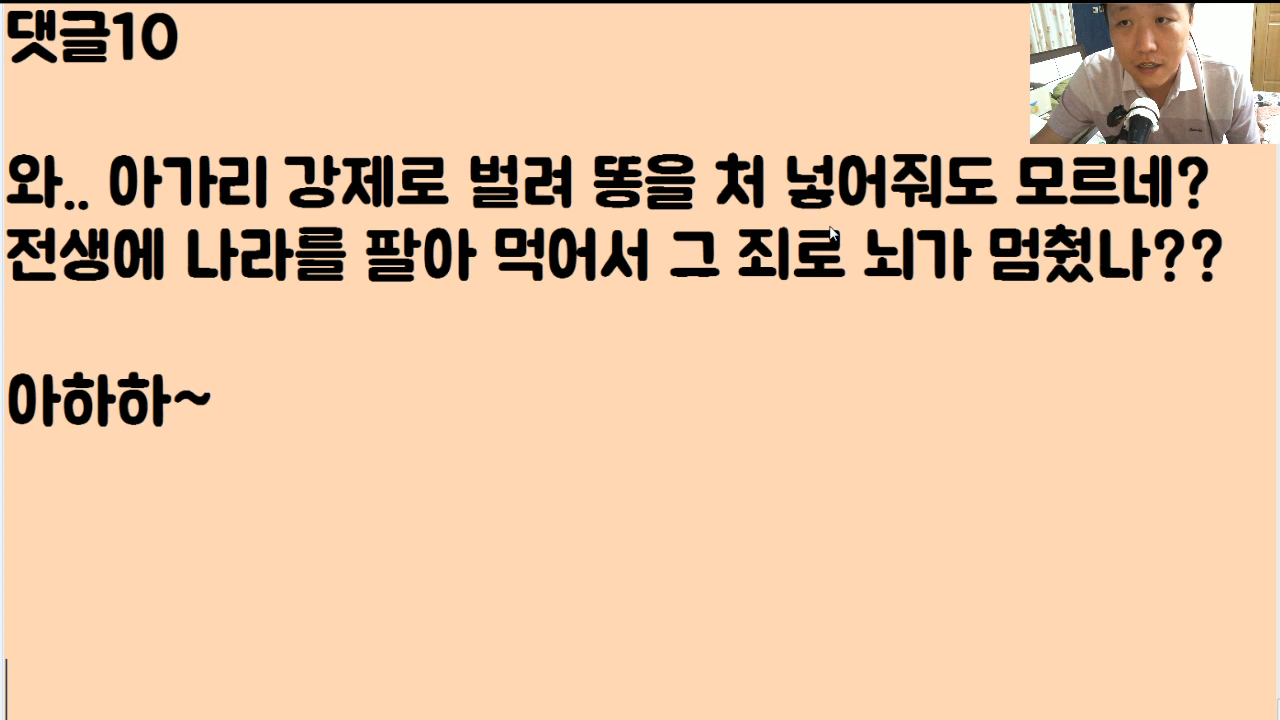 댓글10
와.. 아가리 강제로 벌려 똥을 쳐 넣어줘도 모르네?
전생에 나라를 팔아 먹어서 그 죄로 뇌가 멈췄나??
아하하~